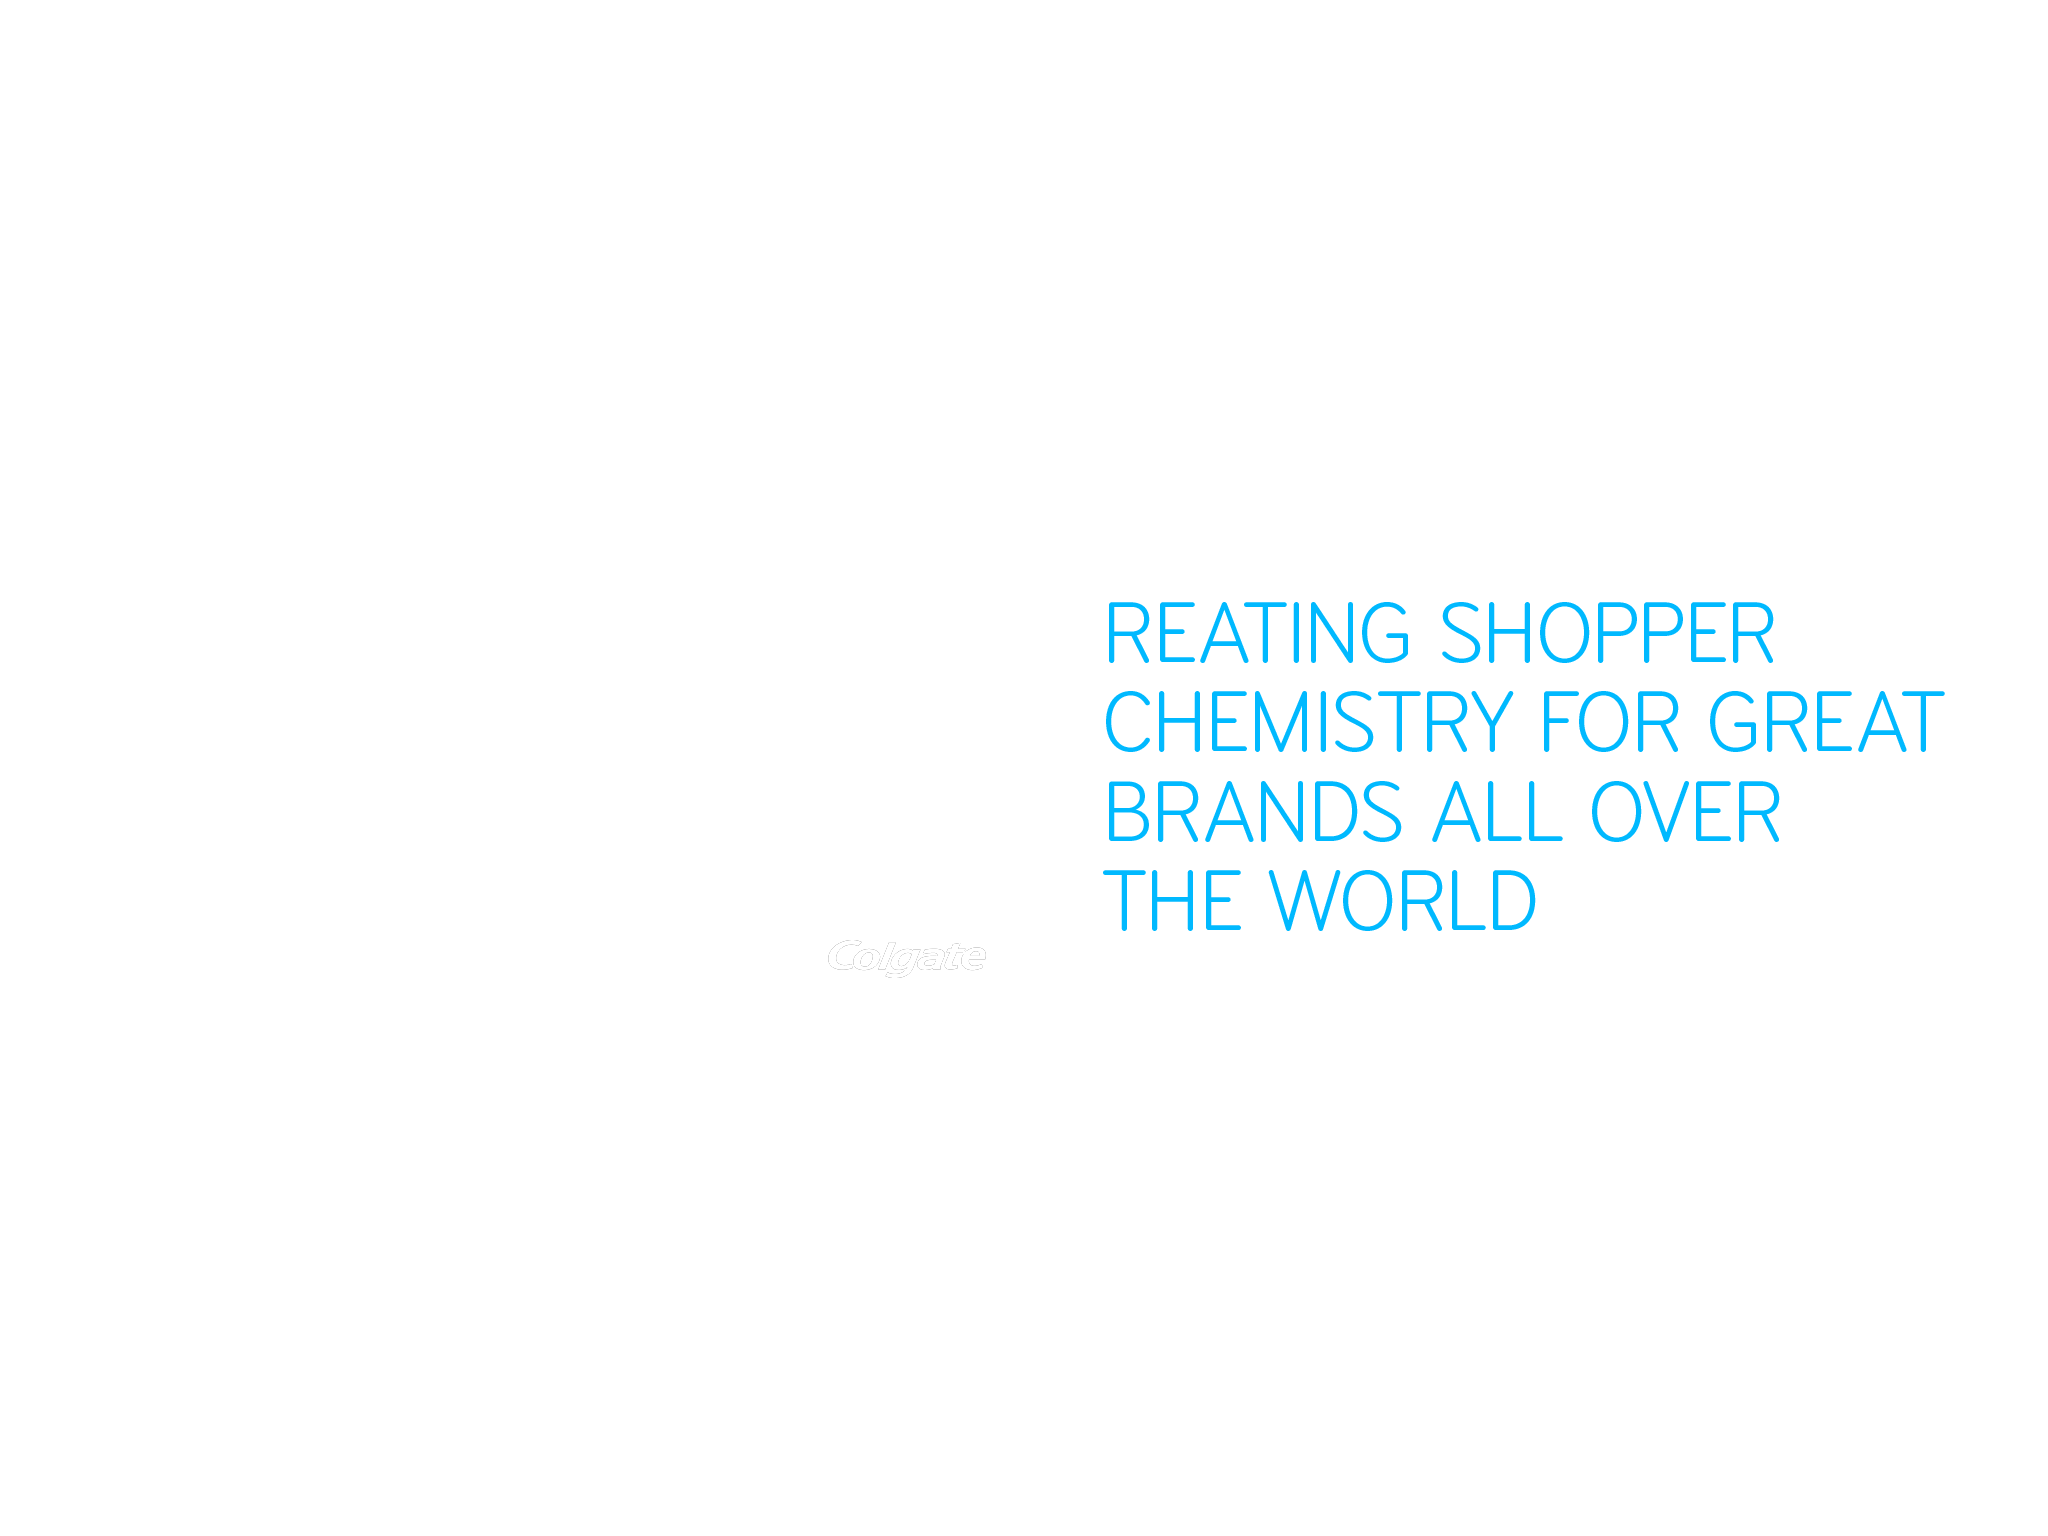 REATING SHOPPER
CHEMISTRY FOR GREAT
BRANDS ALL OVER
THE WORLD
Colgate